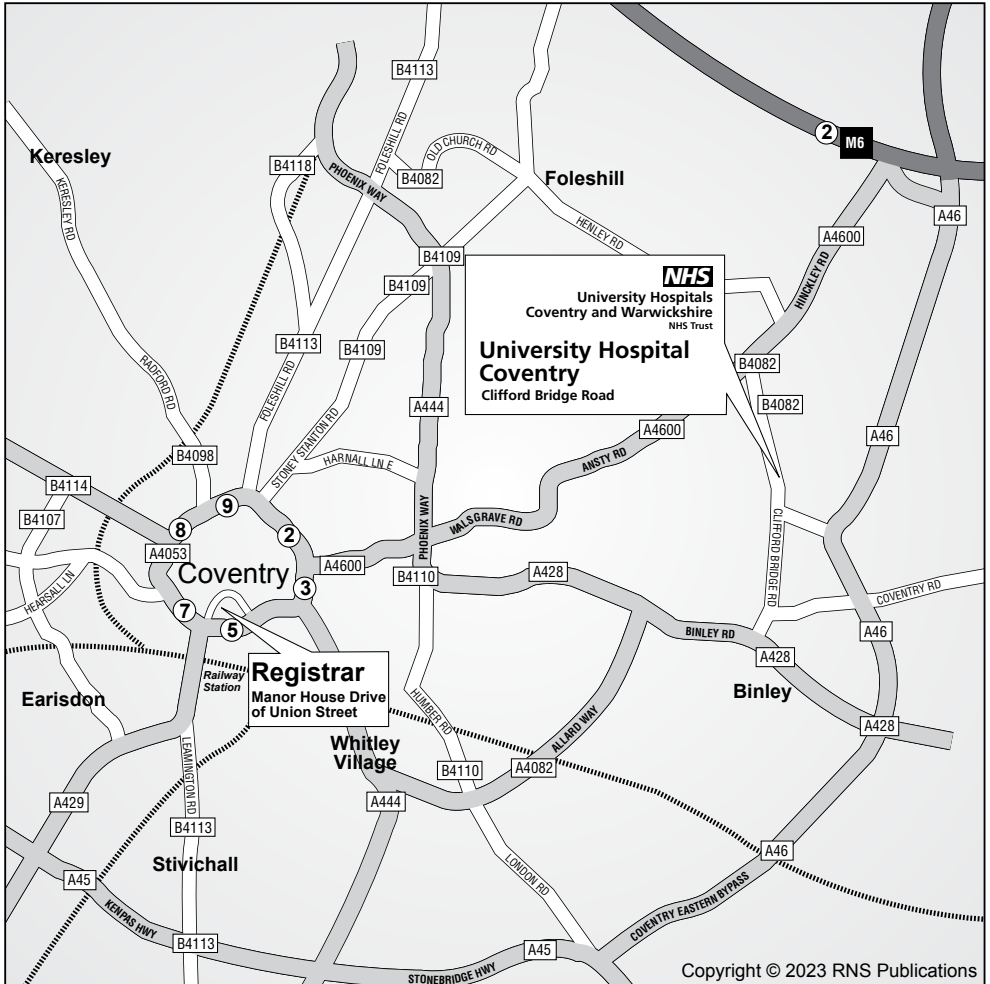 B4113
2
M6
Keresley
FOLESHILL RD
OLD CHURCH RD
B4118
B4082
PHOENIX WAY
Foleshill
KERESLEY RD
A46
HENLEY RD
A4600
B4109
HINCKLEY RD
NHS
University Hospitals
Coventry and Warwickshire
NHS Trust
University Hospital
Coventry
Clifford Bridge Road
B4109
B4113
B4109
B4082
RADFORD RD
FOLESHILL RD
A444
B4082
STONEY STANTON RD
A4600
A46
B4098
HARNALL LN E
ANSTY RD
B4114
9
PHOENIX WAY
B4107
8
2
WALSGRAVE RD
A4053
Coventry
A4600
CLIFFORD BRIDGE RD
HEARSALL LN
3
B4110
A428
COVENTRY RD
7
5
BINLEY RD
A46
A428
Railway
Station
Registrar
Manor House Drive
of Union Street
Earisdon
Binley
HUMBER RD
ALLARD WAY
A428
Whitley
Village
LEAMINGTON RD
B4110
A4082
A429
A444
B4113
A46
Stivichall
LONDON RD
A45
COVENTRY EASTERN BYPASS
KENPAS HWY
B4113
A45
STONEBRIDGE HWY
Copyright © 2023 RNS Publications